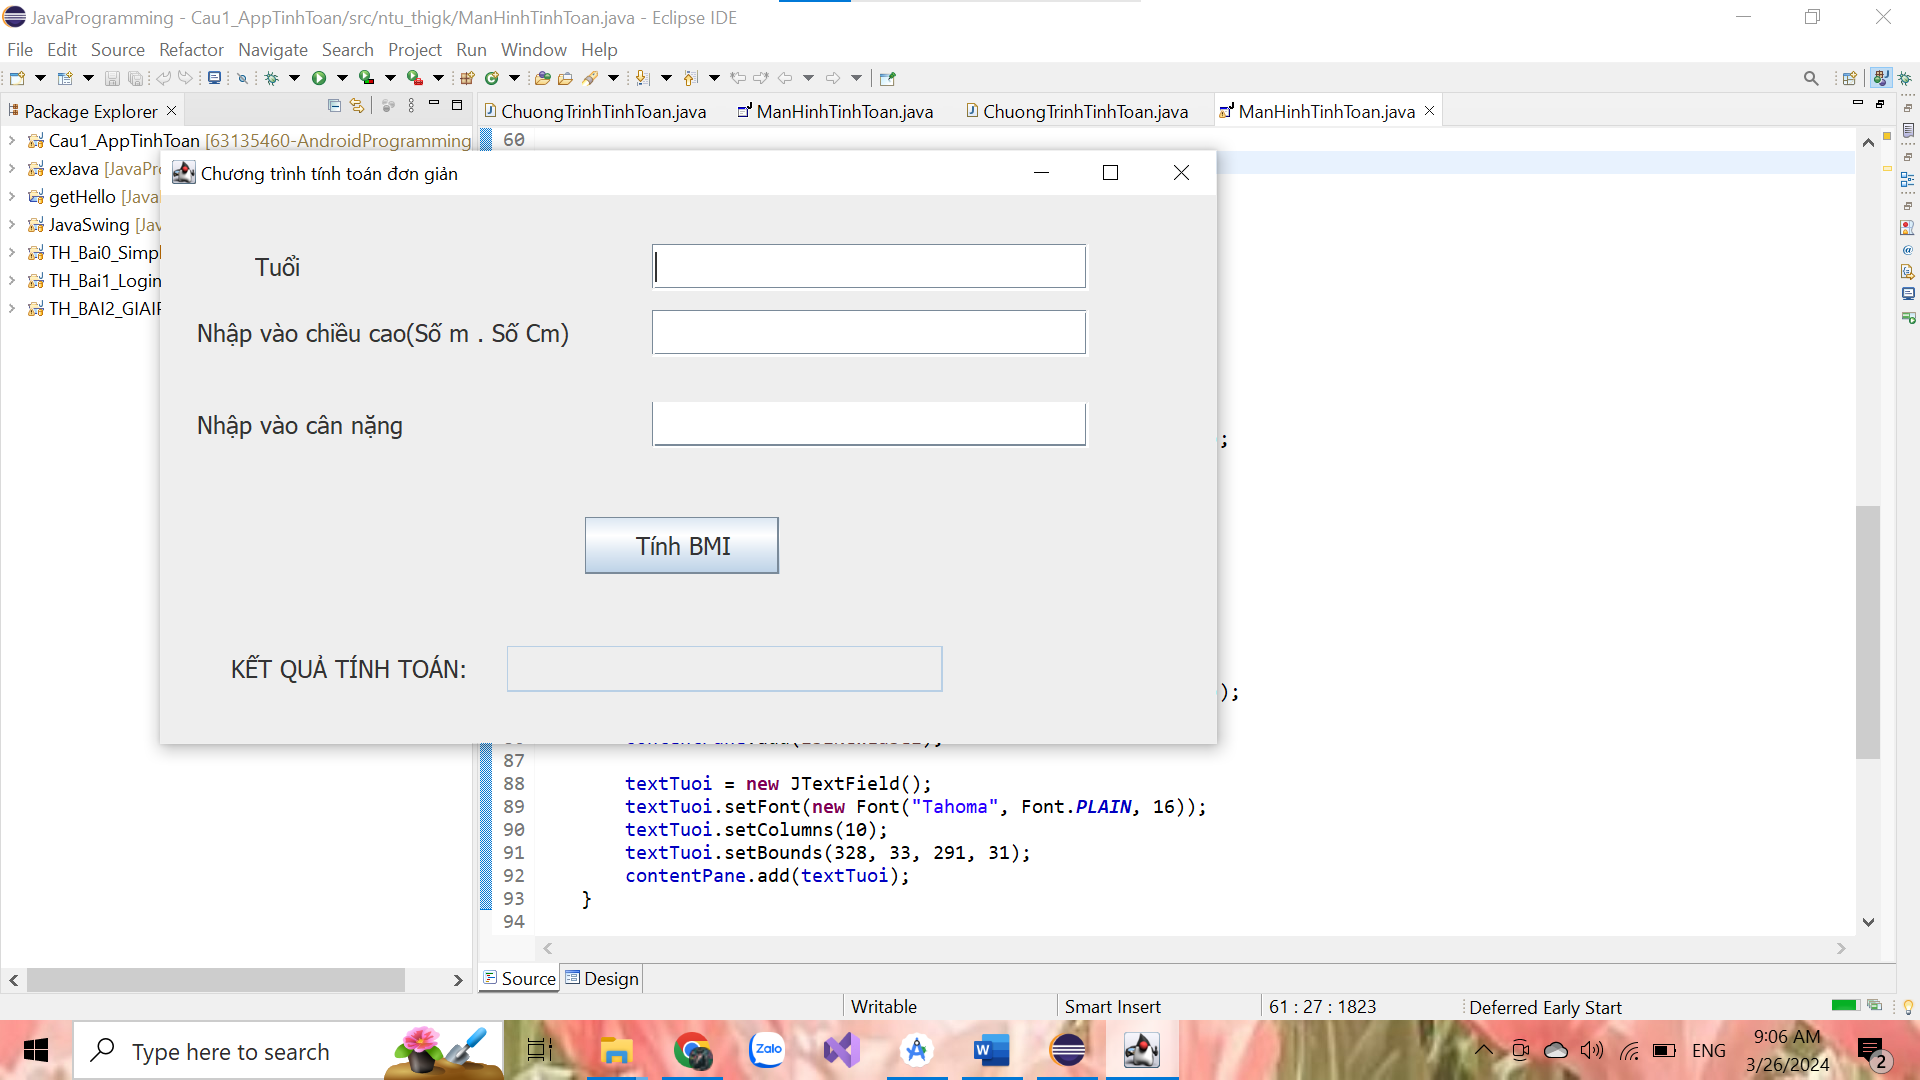 JavaProgramming - Cau1_AppTinhToan/src/ntu_thigk/ManHinhTinhToan.java - Eclipse IDE
File Edit Source Refactor Navigate Search Project Run Window Help
Package Explorer
ChuongTrinhTinhToan.java ManHinhTinhToan.java ChuongTrinhTinhToan.java ManHinhTinhToan.java
Cau1_AppTinhToan [63135460-AndroidProgramming
exJava [JavaPr
getHello [Java
JavaSwing [Jav
TH_Bai0_Simpl
TH_Bai1_Login
TH_BAI2_GIAIP
60
Chương trình tính toán đơn giản
Tuổi
Nhập vào chiều cao(Số m . Số Cm)
Nhập vào cân nặng
Tính BMI
KẾT QUẢ TÍNH TOÁN:
;
);
87
88 textTuoi = new JTextField();
89 textTuoi.setFont(new Font("Tahoma", Font.PLAIN, 16));
90 textTuoi.setColumns(10);
91 textTuoi.setBounds(328, 33, 291, 31);
92 contentPane.add(textTuoi);
93 }
94
Source Design
Writable Smart Insert 61 : 27 : 1823 Deferred Early Start
Type here to search
Zalo
ENG
9:06 AM
3/26/2024
2